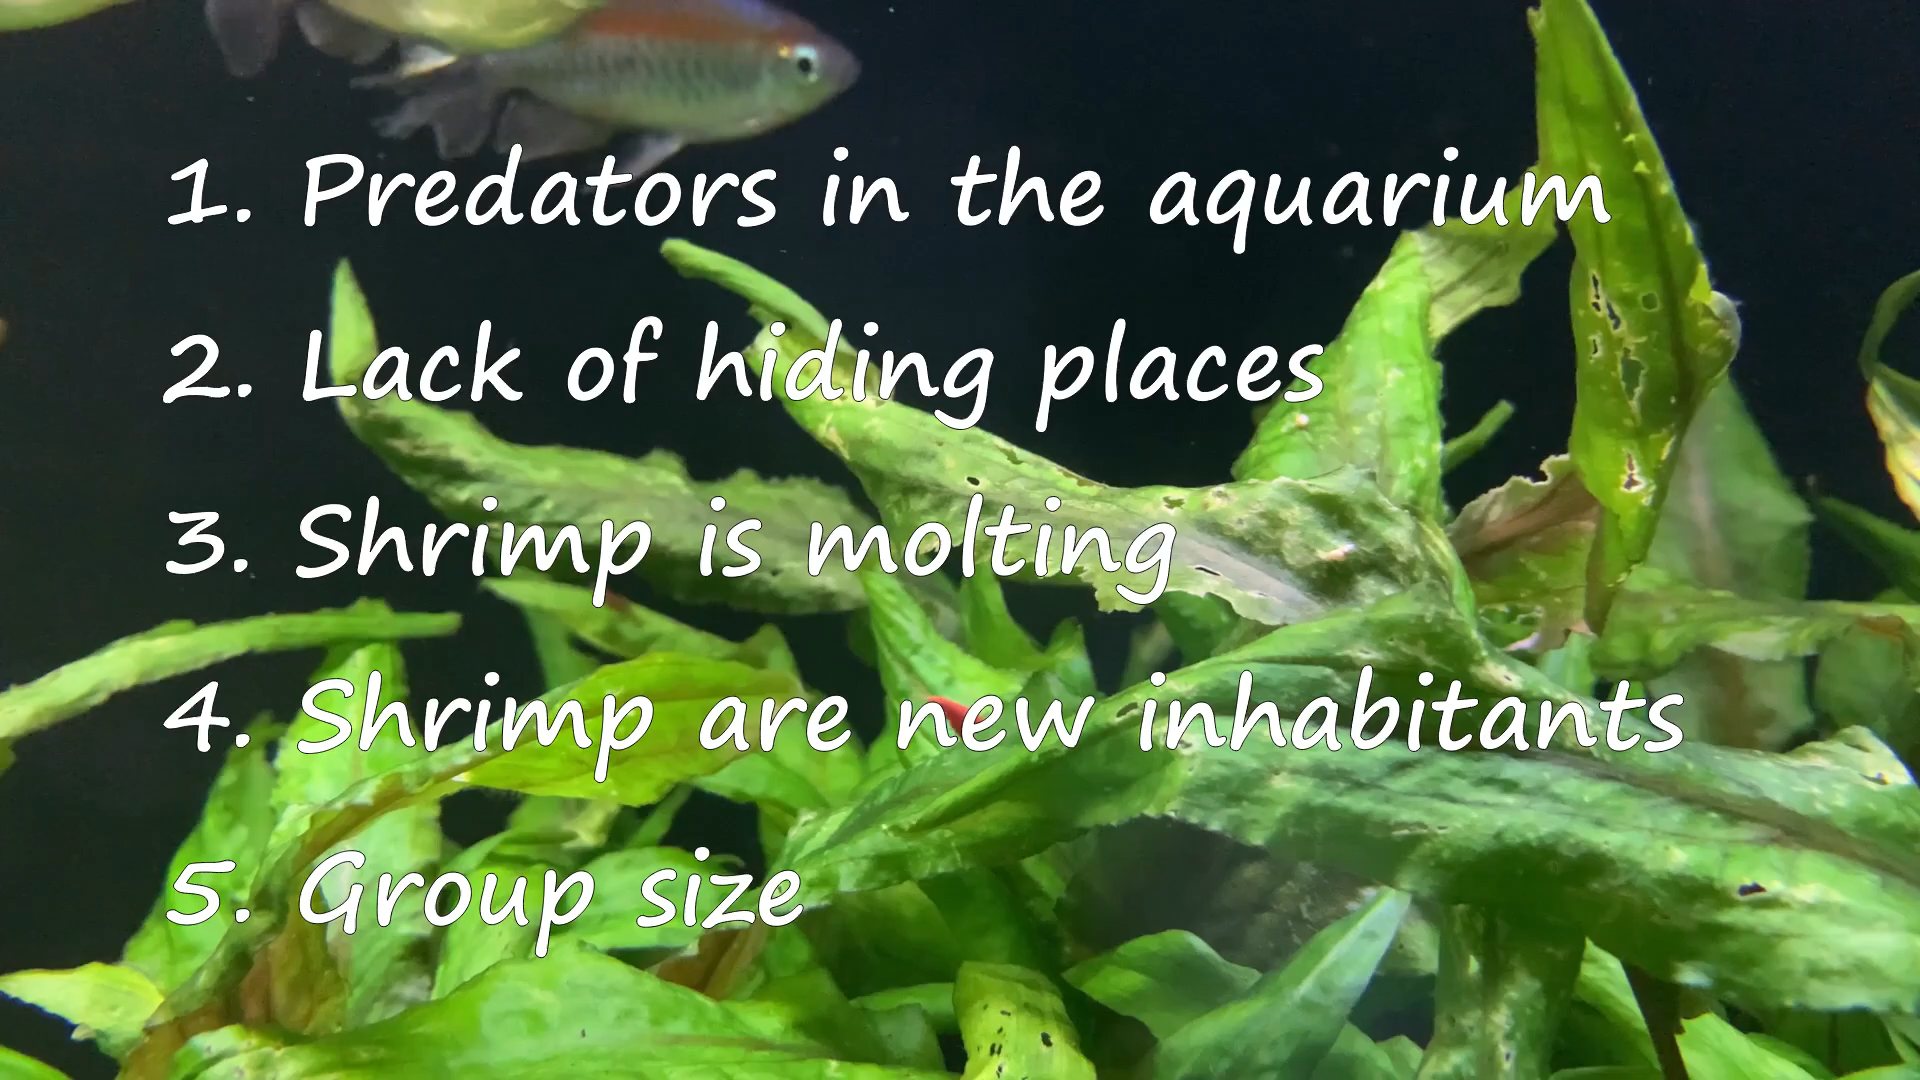 1. Predators in the aquarium
2. Lack of hiding places
3. Shrimp is molting
4. Shrimp are new inhabitants
5. Group size